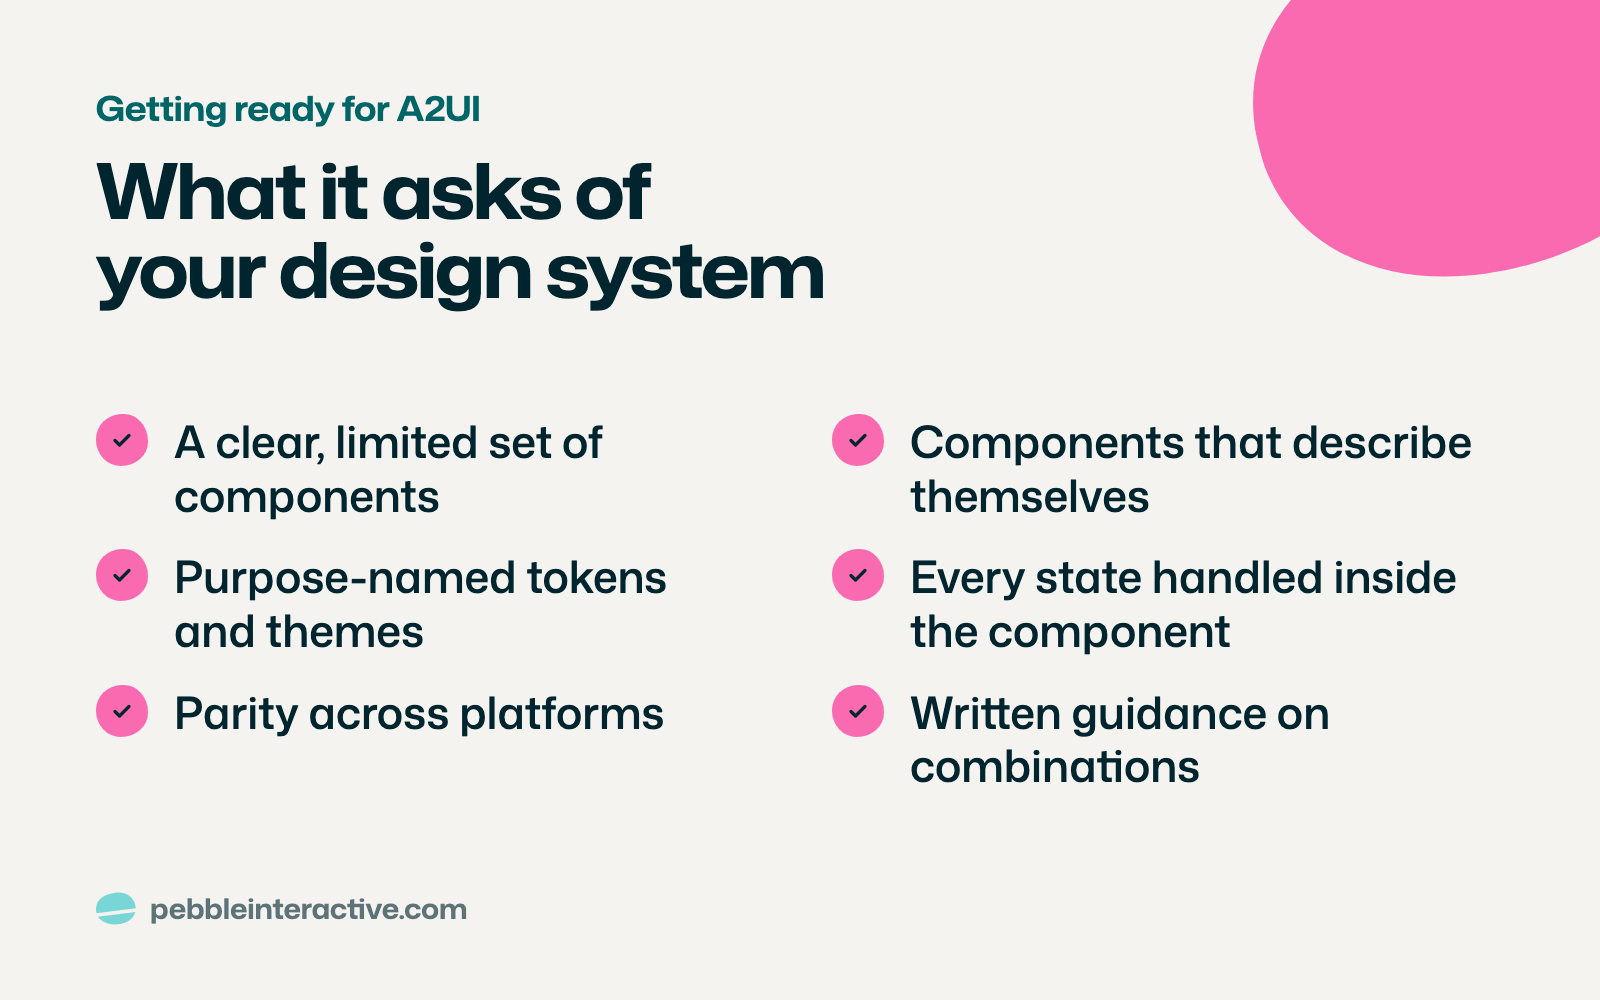 Getting ready for A2UI
What it asks of
your design system
A clear, limited set of
components
Purpose-named tokens
and themes
Parity across platforms
Components that describe
themselves
Every state handled inside
the component
Written guidance on
combinations
pebbleinteractive.com